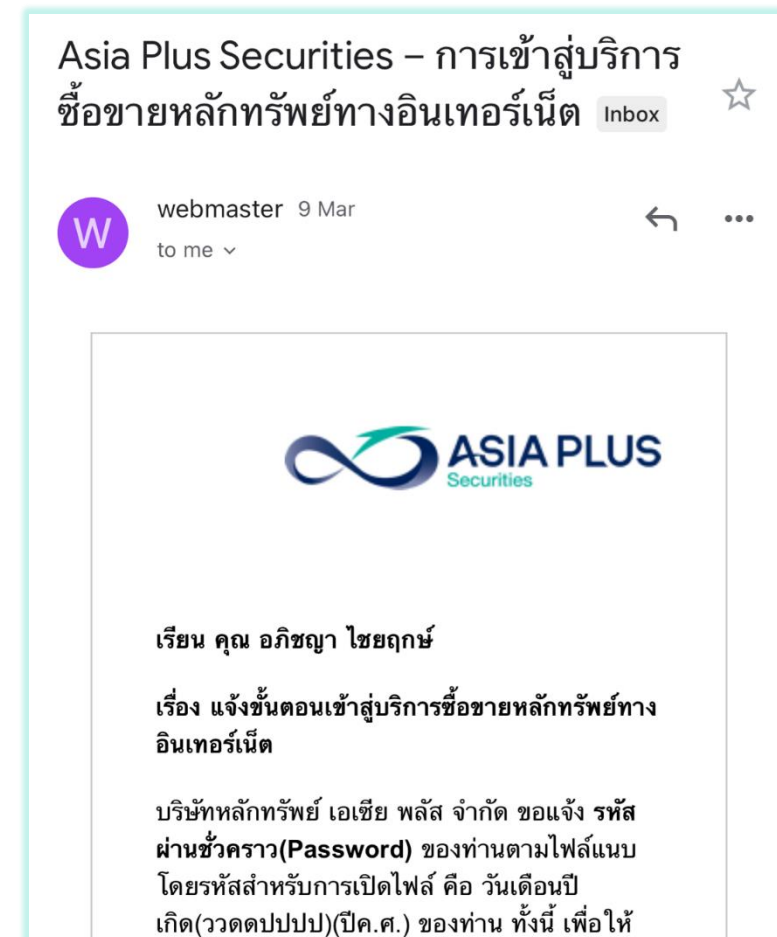 Asia Plus Securities – การเข้าสู่บริการ
ซื้อขายหลักทรัพย์ทางอินเทอร์เน็ต Inbox
webmaster 9 Mar
W
to me
ASIA PLUS
Securities
เรียน คุณ อภิชญา ไชยฤกษ์
เรื่อง แจ้งขั้นตอนเข้าสู่บริการซื้อขายหลักทรัพย์ทาง
อินเทอร์เน็ต
บริษัทหลักทรัพย์ เอเซีย พลัส จำกัด ขอแจ้ง รหัส
ผ่านชั่วคราว(Password) ของท่านตามไฟล์แนบ
โดยรหัสสำหรับการเปิดไฟล์ คือ วันเดือนปี
เกิด(ววดดปปปป)(ปีค.ศ.) ของท่าน ทั้งนี้ เพื่อให้